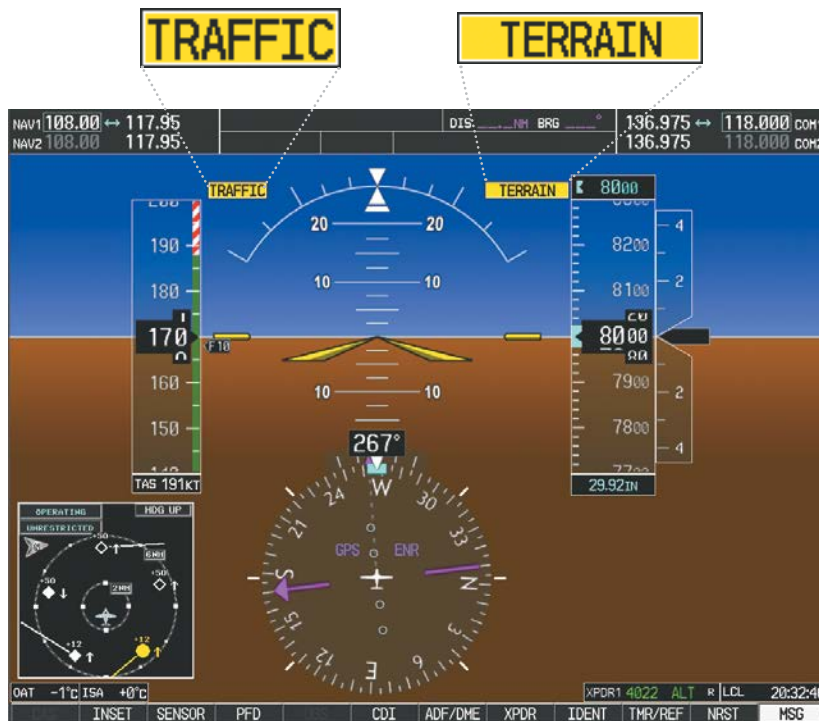 TRAFFIC TERRAIN
NAV1 108.00 ↔ 117.95 DIS __._NM BRG ___° 136.975 ↔ 118.000 COM1
NAV2 108.00 117.95 136.975 118.000 COM2
TRAFFIC TERRAIN 8000
20 20 4
190 8200
2
180 10 10 8100
170 8000
F10
160 7900
10 10 2
150 7800
267° 4
TAS 191KT 29.92IN
24 W 30
21 33
GPS ENR
S N
15 3
12 E 6
OPERATING HDG UP
UNRESTRICTED
+50 6NM
+50 2NM +50
+12 +12
OAT -1°C ISA +0°C XPDR1 4022 ALT R LCL 20:32:4
INSET SENSOR PFD CDI ADF/DME XPDR IDENT TMR/REF NRST MSG